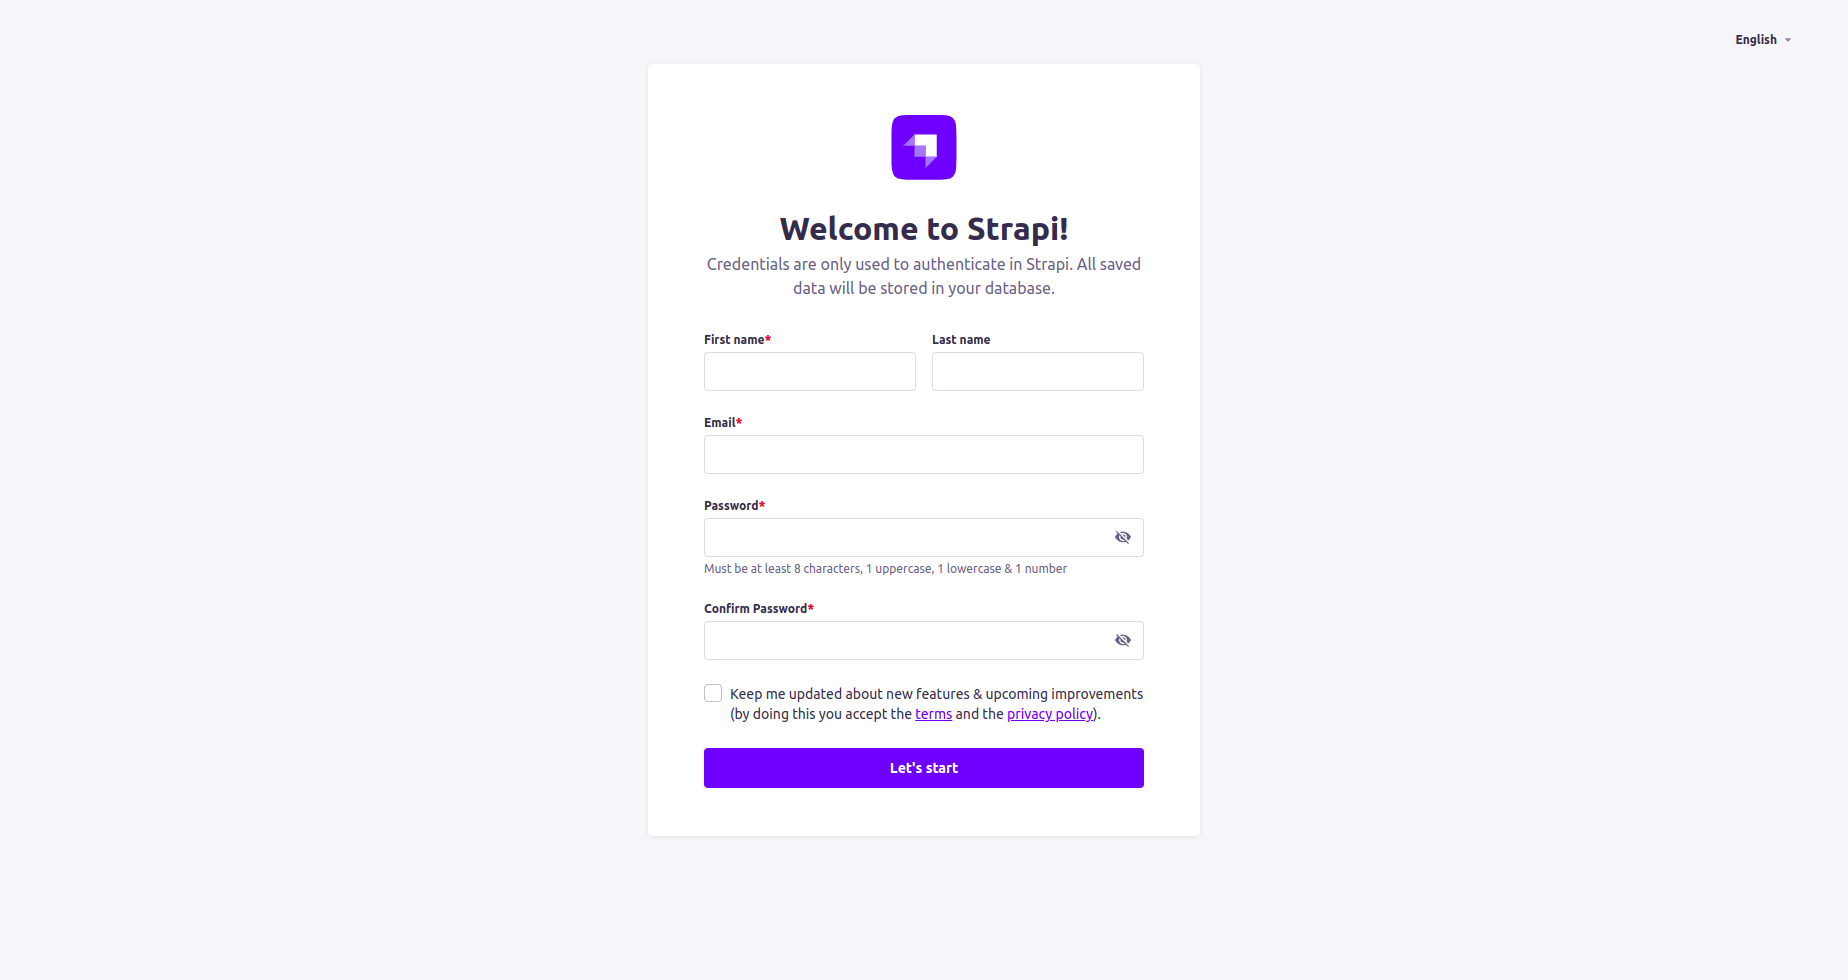 English
Welcome to Strapi!
Credentials are only used to authenticate in Strapi. All saved
data will be stored in your database.
First name*
Last name
Email*
Password*
Must be at least 8 characters, 1 uppercase, 1 lowercase & 1 number
Confirm Password*
Keep me updated about new features & upcoming improvements
(by doing this you accept the terms and the privacy policy).
Let's start